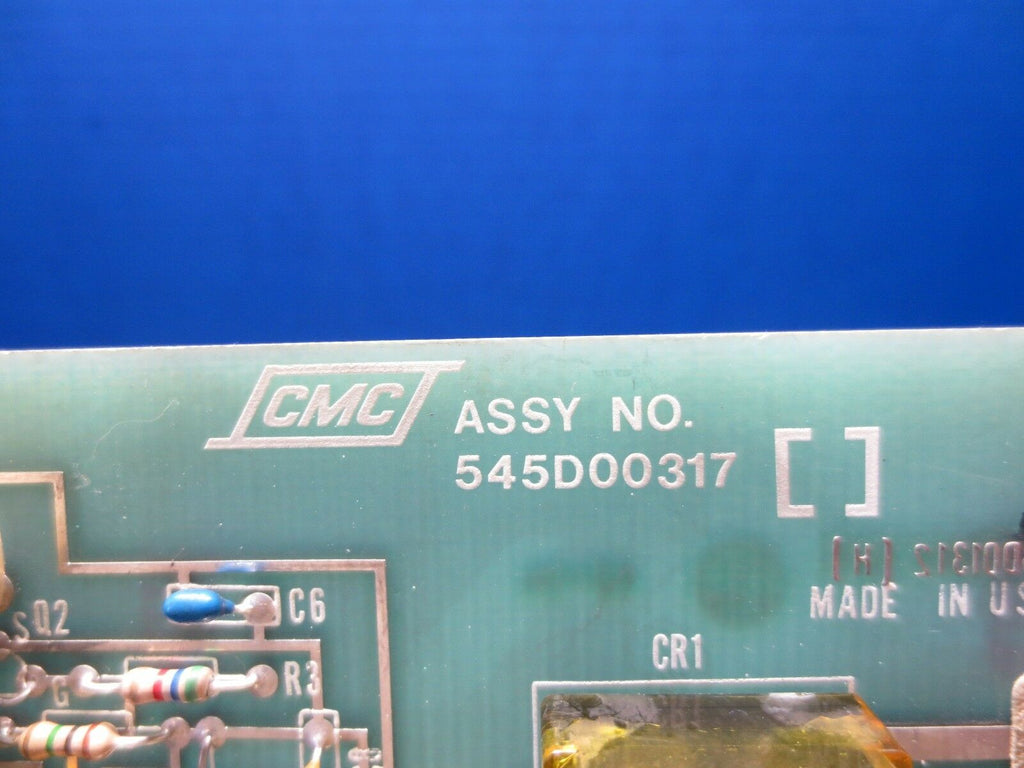 CMC
ASSY NO.
545D00317
[ ]
MADE IN US
C6
Q2
S
CR1
G
R3